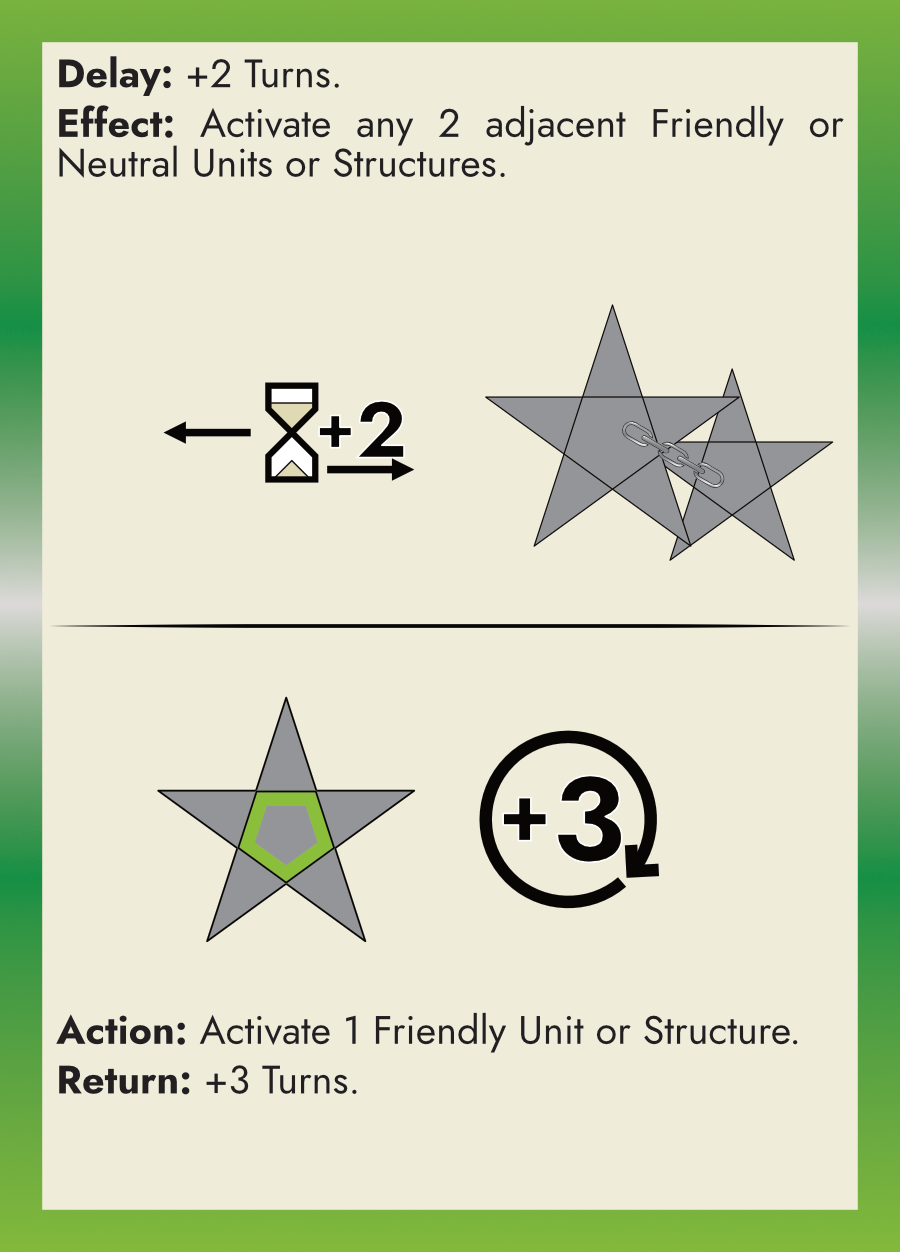 Delay: +2 Turns.
Effect: Activate any 2 adjacent Friendly or
Neutral Units or Structures.
+2
+3
Action: Activate 1 Friendly Unit or Structure.
Return: +3 Turns.